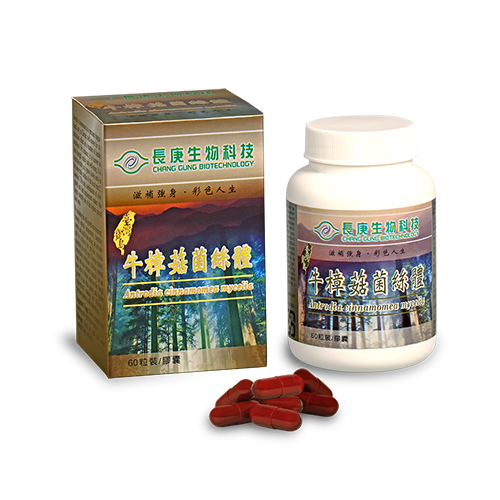 長庚生物科技
CHANG GUNG BIOTECHNOLOGY
滋補強身・彩色人生
牛樟菇菌絲體
Antrodia cinnamomea mycelia
60粒裝/膠囊
長庚生物科技
CHANG GUNG BIOTECHNOLOGY
滋補強身・彩色人生
牛樟菇菌絲體
Antrodia cinnamomea mycelia
60粒裝/膠囊